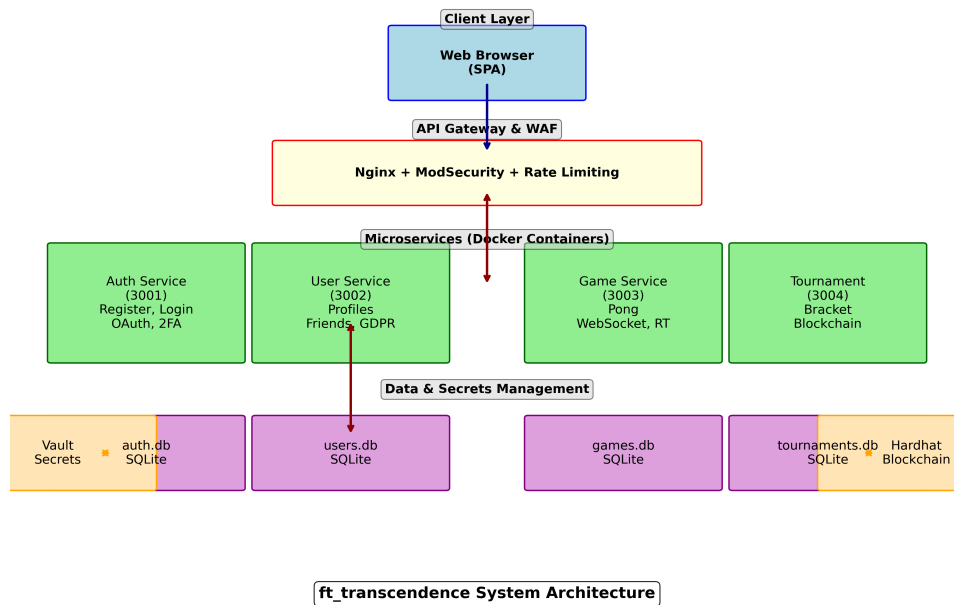 Client Layer
Web Browser
(SPA)
API Gateway & WAF
Nginx + ModSecurity + Rate Limiting
Microservices (Docker Containers)
Auth Service
(3001)
Register, Login
OAuth, 2FA
User Service
(3002)
Profiles
Friends, GDPR
Game Service
(3003)
Pong
WebSocket, RT
Tournament
(3004)
Bracket
Blockchain
Data & Secrets Management
Vault
Secrets
auth.db
SQLite
users.db
SQLite
games.db
SQLite
tournaments.db
SQLite
Hardhat
Blockchain
ft_transcendence System Architecture